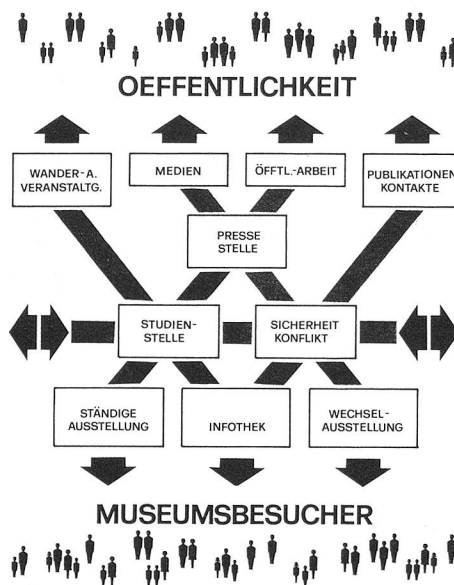 OEFFENTLICHKEIT
WANDER-A.
VERANSTALTG.
MEDIEN
ÖFFTL.-ARBEIT
PUBLIKATIONEN
KONTAKTE
PRESSE
STELLE
STUDIEN-
STELLE
SICHERHEIT
KONFLIKT
STÄNDIGE
AUSSTELLUNG
INFOTHEK
WECHSEL-
AUSSTELLUNG
MUSEUMSBESUCHER